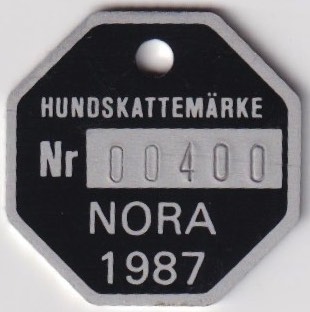 HUNDSKATTEMÄRKE
Nr 00400
NORA
1987